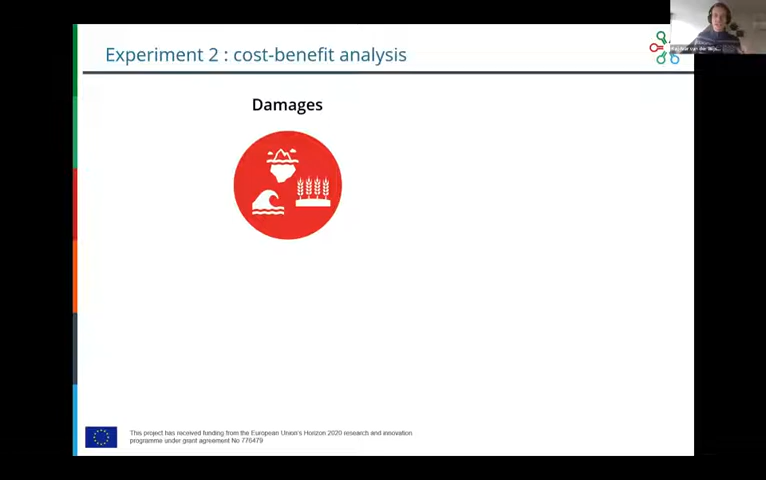 Experiment 2 : cost-benefit analysis
Damages
This project has received funding from the European Union's Horizon 2020 research and innovation
programme under grant agreement No 776479